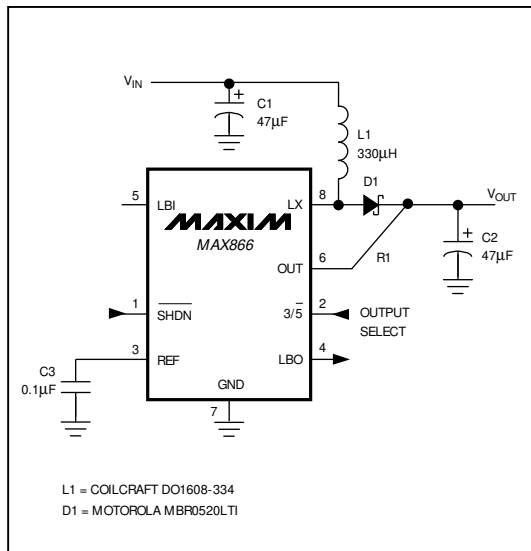 VIN
C1
47µF
L1
330µH
D1
VOUT
5
LBI
LX
8
MAXIM
MAX866
C2
47µF
OUT
6
R1
1
SHDN
3/5
2
OUTPUT
SELECT
3
REF
LBO
4
C3
0.1µF
GND
7
L1 = COILCRAFT DO1608-334
D1 = MOTOROLA MBR0520LTI